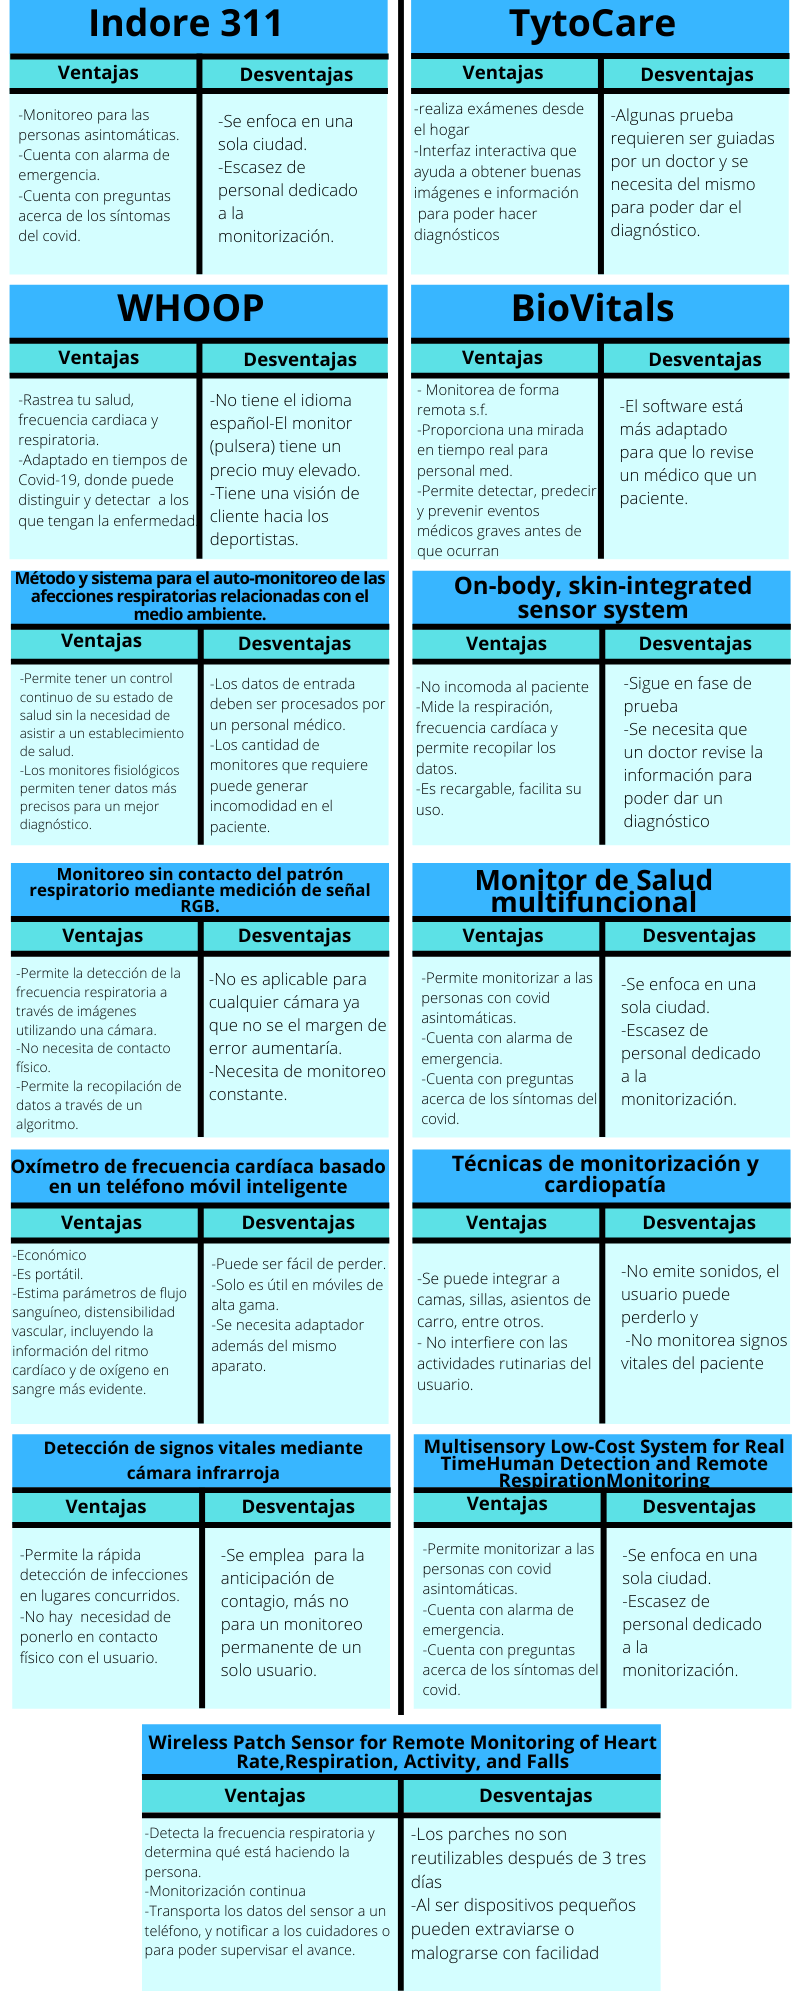 Indore 311
Ventajas
Desventajas
-Monitoreo para las
personas asintomáticas.
-Cuenta con alarma de
emergencia.
-Cuenta con preguntas
acerca de los síntomas
del covid.
-Se enfoca en una
sola ciudad.
-Escasez de
personal dedicado
a la
monitorización.
TytoCare
Ventajas
Desventajas
-realiza exámenes desde
el hogar
-Interfaz interactiva que
ayuda a obtener buenas
imágenes e información
para poder hacer
diagnósticos
-Algunas prueba
requieren ser guiadas
por un doctor y se
necesita del mismo
para poder dar el
diagnóstico.
WHOOP
Ventajas
Desventajas
-Rastrea tu salud,
frecuencia cardiaca y
respiratoria.
-Adaptado en tiempos de
Covid-19, donde puede
distinguir y detectar a los
que tengan la enfermedad
-No tiene el idioma
español-El monitor
(pulsera) tiene un
precio muy elevado.
-Tiene una visión de
cliente hacia los
deportistas.
BioVitals
Ventajas
Desventajas
- Monitorea de forma
remota s.f.
-Proporciona una mirada
en tiempo real para
personal med.
-Permite detectar, predecir
y prevenir eventos
médicos graves antes de
que ocurran
-El software está
más adaptado
para que lo revise
un médico que un
paciente.
Método y sistema para el auto-monitoreo de las
afecciones respiratorias relacionadas con el
medio ambiente.
Ventajas
Desventajas
-Permite tener un control
continuo de su estado de
salud sin la necesidad de
asistir a un establecimiento
de salud.
-Los monitores fisiológicos
permiten tener datos más
precisos para un mejor
diagnóstico.
-Los datos de entrada
deben ser procesados por
un personal médico.
-Los cantidad de
monitores que requiere
puede generar
incomodidad en el
paciente.
On-body, skin-integrated
sensor system
Ventajas
Desventajas
-No incomoda al paciente
-Mide la respiración,
frecuencia cardíaca y
permite recopilar los
datos.
-Es recargable, facilita su
uso.
-Sigue en fase de
prueba
-Se necesita que
un doctor revise la
información para
poder dar un
diagnóstico
Monitoreo sin contacto del patrón
respiratorio mediante medición de señal
RGB.
Ventajas
Desventajas
-Permite la detección de la
frecuencia respiratoria a
través de imágenes
utilizando una cámara.
-No necesita de contacto
físico.
-Permite la recopilación de
datos a través de un
algoritmo.
-No es aplicable para
cualquier cámara ya
que no se el margen de
error aumentaría.
-Necesita de monitoreo
constante.
Monitor de Salud
multifuncional
Ventajas
Desventajas
-Permite monitorizar a las
personas con covid
asintomáticas.
-Cuenta con alarma de
emergencia.
-Cuenta con preguntas
acerca de los síntomas del
covid.
-Se enfoca en una
sola ciudad.
-Escasez de
personal dedicado
a la
monitorización.
Oxímetro de frecuencia cardíaca basado
en un teléfono móvil inteligente
Ventajas
Desventajas
-Económico
-Es portátil.
-Estima parámetros de flujo
sanguíneo, distensibilidad
vascular, incluyendo la
información del ritmo
cardíaco y de oxígeno en
sangre más evidente.
-Puede ser fácil de perder.
-Solo es útil en móviles de
alta gama.
-Se necesita adaptador
además del mismo
aparato.
Técnicas de monitorización y
cardiopatía
Ventajas
Desventajas
-Se puede integrar a
camas, sillas, asientos de
carro, entre otros.
- No interfiere con las
actividades rutinarias del
usuario.
-No emite sonidos, el
usuario puede
perderlo y
-No monitorea signos
vitales del paciente
Detección de signos vitales mediante
cámara infrarroja
Ventajas
Desventajas
-Permite la rápida
detección de infecciones
en lugares concurridos.
-No hay necesidad de
ponerlo en contacto
físico con el usuario.
-Se emplea para la
anticipación de
contagio, más no
para un monitoreo
permanente de un
solo usuario.
Multisensory Low-Cost System for Real
TimeHuman Detection and Remote
RespirationMonitoring
Ventajas
Desventajas
-Permite monitorizar a las
personas con covid
asintomáticas.
-Cuenta con alarma de
emergencia.
-Cuenta con preguntas
acerca de los síntomas del
covid.
-Se enfoca en una
sola ciudad.
-Escasez de
personal dedicado
a la
monitorización.
Wireless Patch Sensor for Remote Monitoring of Heart
Rate,Respiration, Activity, and Falls
Ventajas
Desventajas
-Detecta la frecuencia respiratoria y
determina qué está haciendo la
persona.
-Monitorización continua
-Transporta los datos del sensor a un
teléfono, y notificar a los cuidadores o
para poder supervisar el avance.
-Los parches no son
reutilizables después de 3 tres
días
-Al ser dispositivos pequeños
pueden extraviarse o
malograrse con facilidad